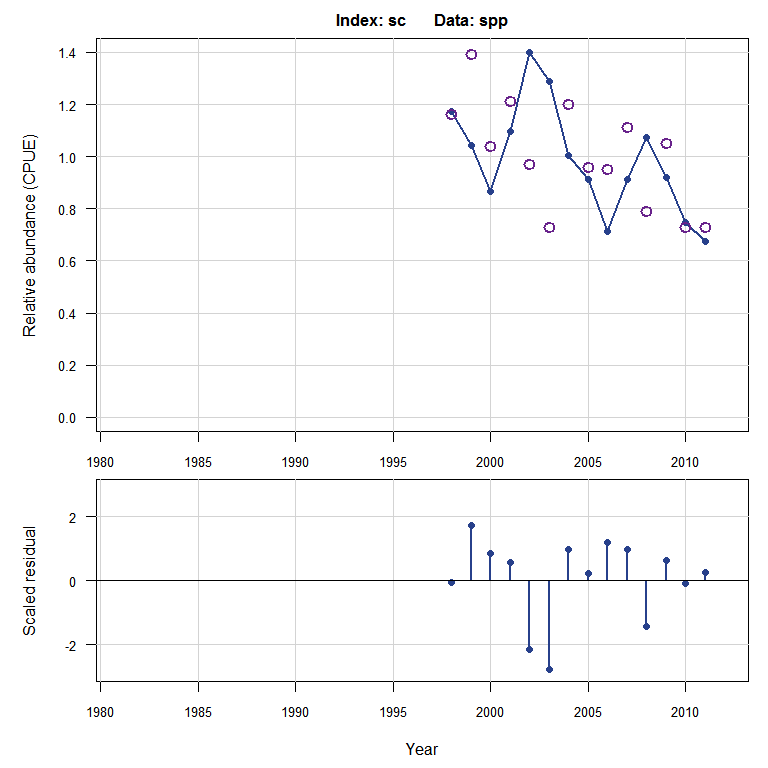 Index: sc Data: spp
Relative abundance (CPUE)
1.4
1.2
1.0
0.8
0.6
0.4
0.2
0.0
1980 1985 1990 1995 2000 2005 2010
Scaled residual
2
0
-2
1980 1985 1990 1995 2000 2005 2010
Year